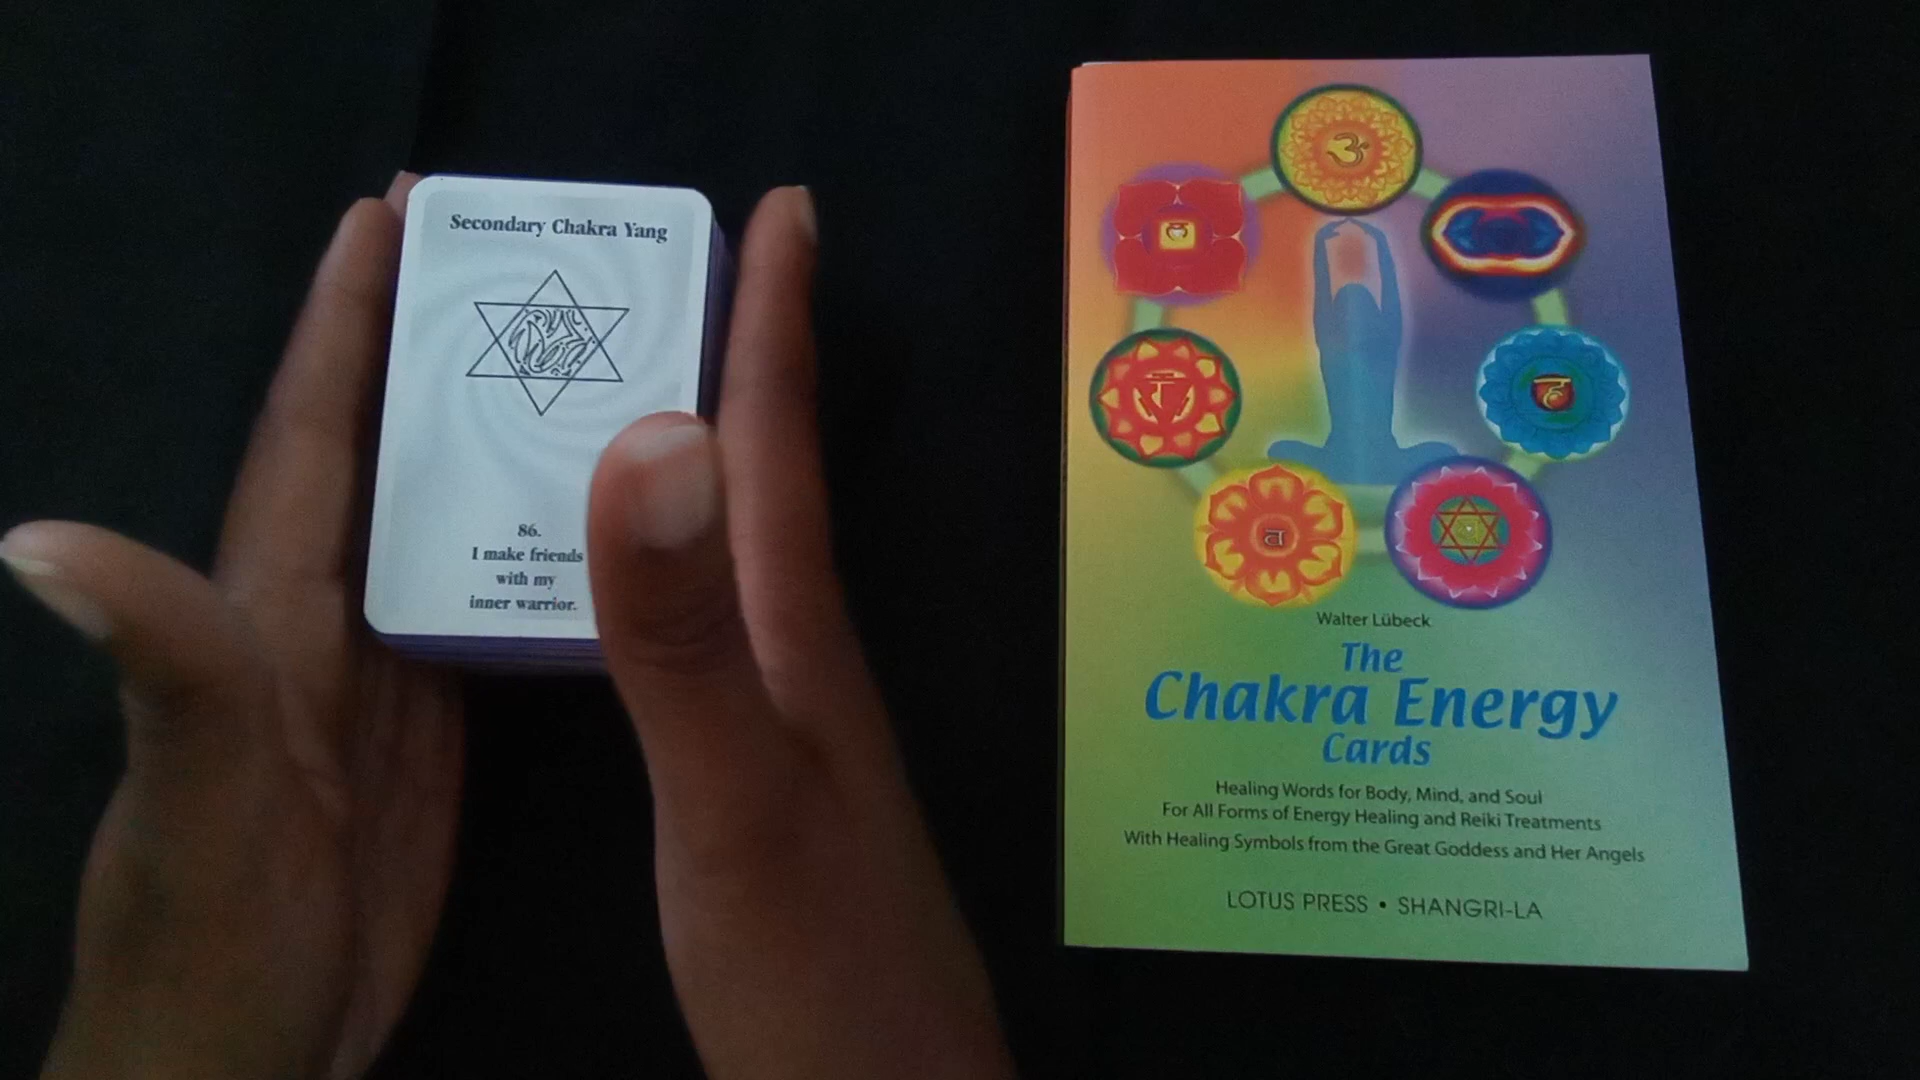 Secondary Chakra Yang
86.
I make friends
with my
inner warrior.
ॐ
ह
रं
व
Walter Lübeck
The
Chakra Energy
Cards
Healing Words for Body, Mind, and Soul
For All Forms of Energy Healing and Reiki Treatments
With Healing Symbols from the Great Goddess and Her Angels
LOTUS PRESS • SHANGRI-LA